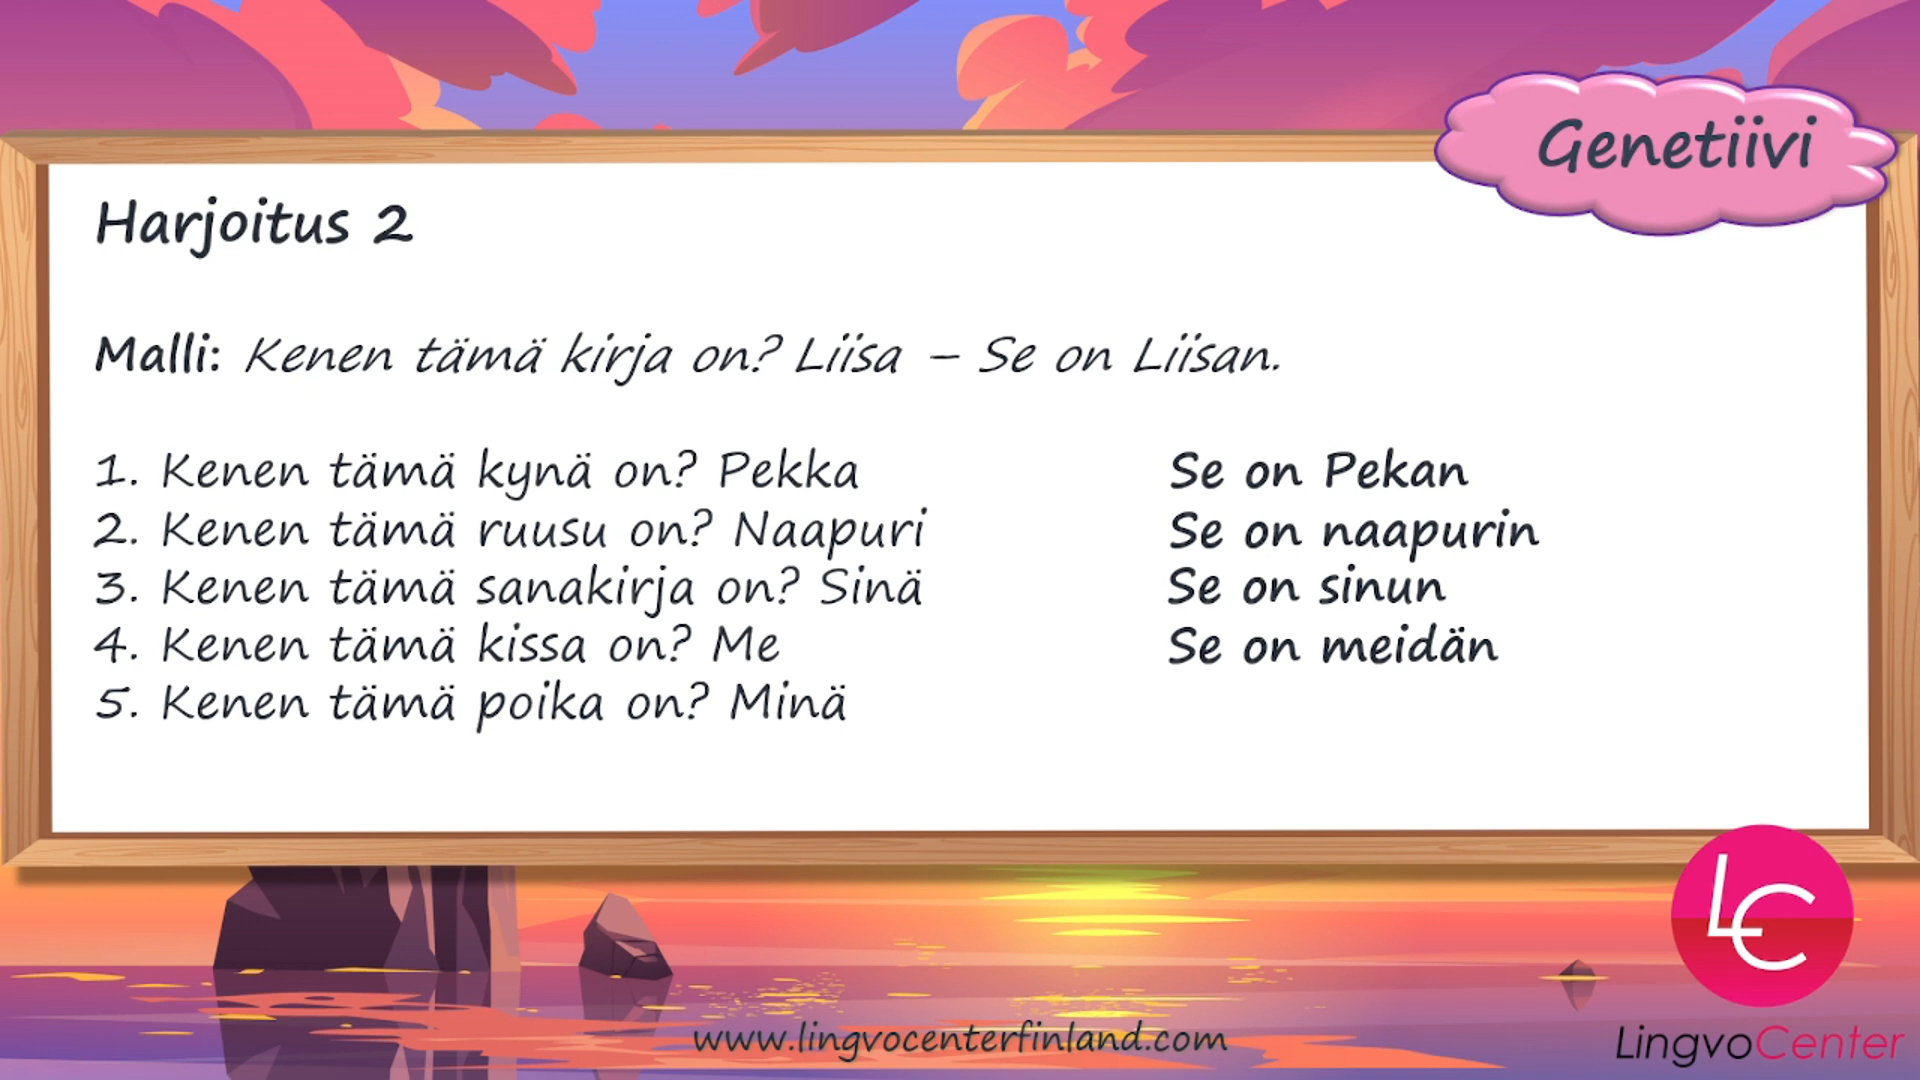 Genetiivi
Harjoitus 2
Malli: Kenen tämä kirja on? Liisa – Se on Liisan.
1. Kenen tämä kynä on? Pekka Se on Pekan
2. Kenen tämä ruusu on? Naapuri Se on naapurin
3. Kenen tämä sanakirja on? Sinä Se on sinun
4. Kenen tämä kissa on? Me Se on meidän
5. Kenen tämä poika on? Minä
LC
www.lingvocenterfinland.com
LingvoCenter